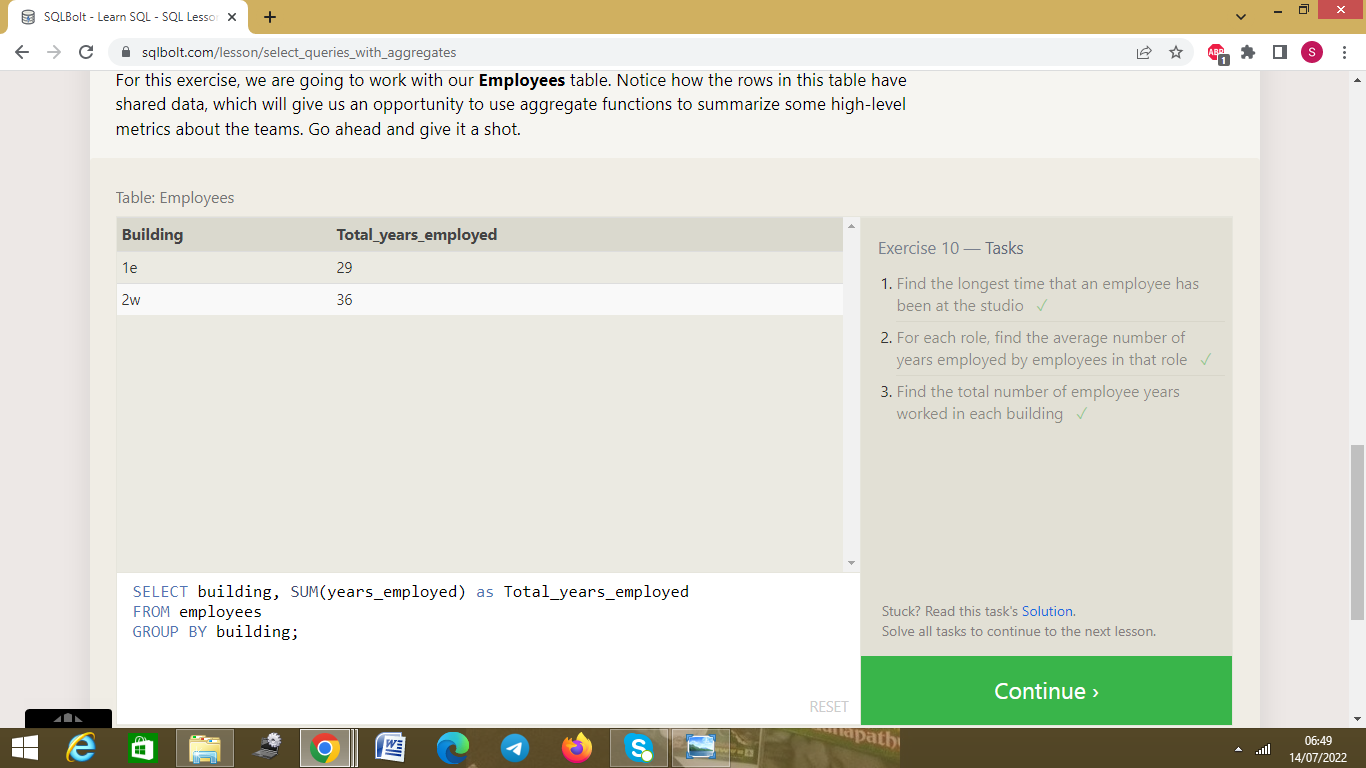 SQLBolt - Learn SQL - SQL Lesson
sqlbolt.com/lesson/select_queries_with_aggregates
ABP
1
S
For this exercise, we are going to work with our Employees table. Notice how the rows in this table have
shared data, which will give us an opportunity to use aggregate functions to summarize some high-level
metrics about the teams. Go ahead and give it a shot.
Table: Employees
Building Total_years_employed
1e 29
2w 36
SELECT building, SUM(years_employed) as Total_years_employed
FROM employees
GROUP BY building;
RESET
Exercise 10 — Tasks
1. Find the longest time that an employee has
been at the studio ✓
2. For each role, find the average number of
years employed by employees in that role ✓
3. Find the total number of employee years
worked in each building ✓
Stuck? Read this task's Solution.
Solve all tasks to continue to the next lesson.
Continue ›
06:49
14/07/2022